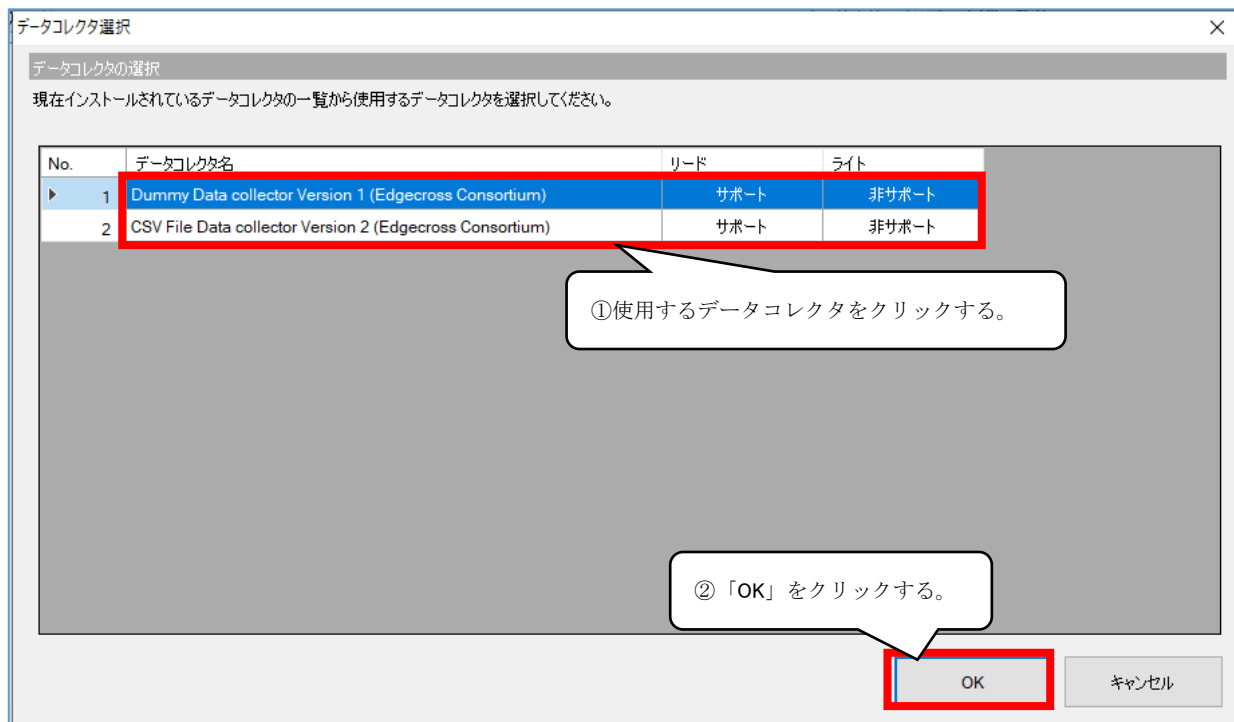 データコレクタ選択
データコレクタの選択
現在インストールされているデータコレクタの一覧から使用するデータコレクタを選択してください。
No. データコレクタ名 リード ライト
1 Dummy Data collector Version 1 (Edgecross Consortium) サポート 非サポート
2 CSV File Data collector Version 2 (Edgecross Consortium) サポート 非サポート
①使用するデータコレクタをクリックする。
②「OK」をクリックする。
OK キャンセル